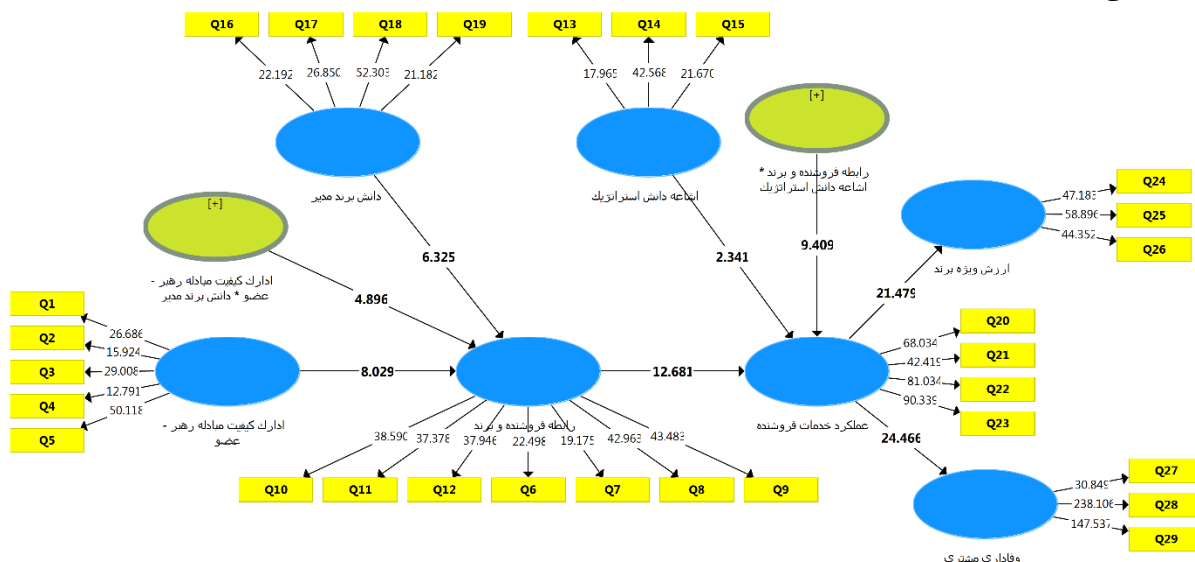 Q16
Q17
Q18
Q19
Q13
Q14
Q15
22.192
26.850
52.303
21.182
17.969
42.568
21.670
[+]
دانش برند مدیر
اشاعه دانش استراتژیک
رابطه فروشنده و برند *
اشاعه دانش استراتژیک
[+]
ادارک کیفیت مبادله رهبر -
عضو * دانش برند مدیر
6.325
4.896
2.341
9.409
Q24
Q25
Q26
47.183
58.896
44.352
ارزش ویژه برند
21.479
Q1
Q2
Q3
Q4
Q5
26.686
15.924
29.008
12.791
50.118
ادارک کیفیت مبادله رهبر -
عضو
8.029
رابطه فروشنده و برند
12.681
عملکرد خدمات فروشنده
Q20
Q21
Q22
Q23
68.034
42.419
81.034
90.339
24.466
38.590
37.378
37.946
22.498
19.175
42.963
43.483
Q10
Q11
Q12
Q6
Q7
Q8
Q9
Q27
Q28
Q29
30.849
238.106
147.537
وفاداری مشتری